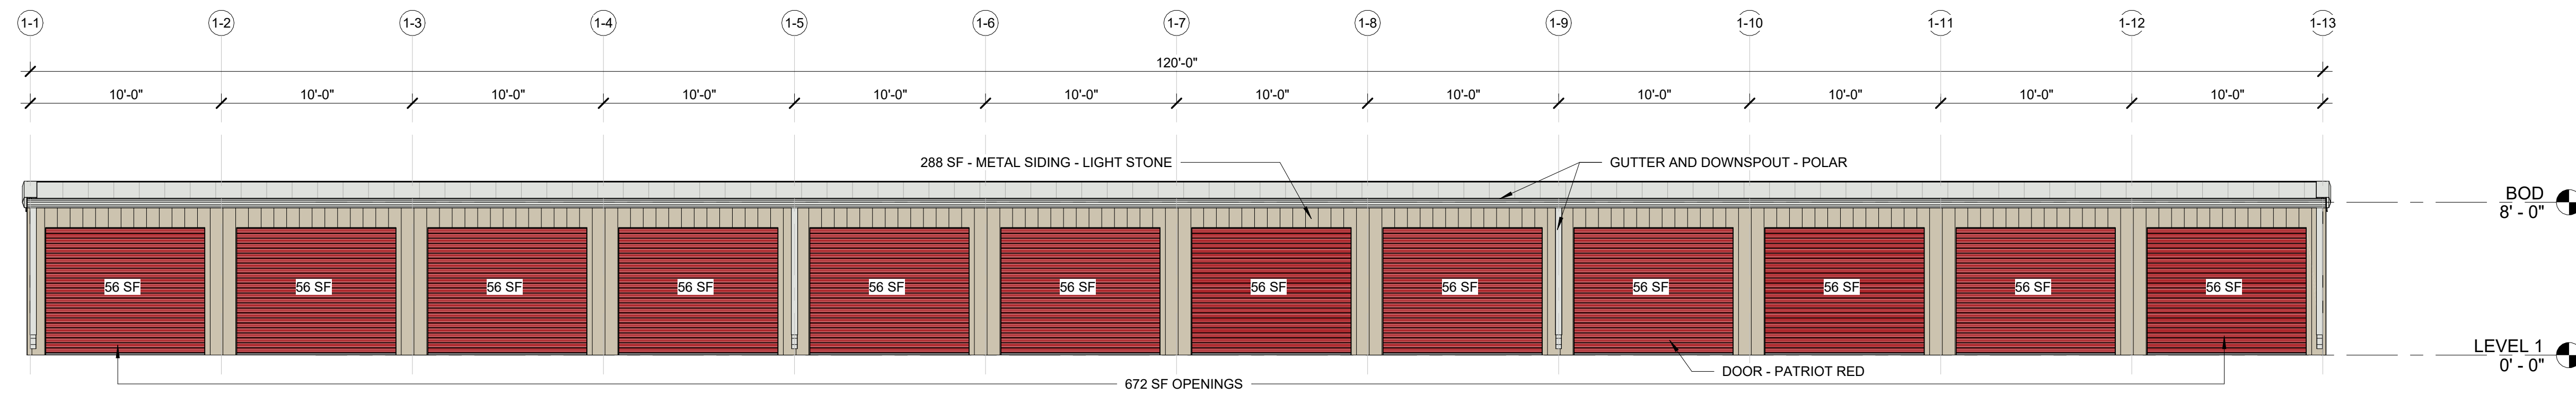 1-1 1-2 1-3 1-4 1-5 1-6 1-7 1-8 1-9 1-10 1-11 1-12 1-13
120'-0"
10'-0" 10'-0" 10'-0" 10'-0" 10'-0" 10'-0" 10'-0" 10'-0" 10'-0" 10'-0" 10'-0" 10'-0"
288 SF - METAL SIDING - LIGHT STONE
GUTTER AND DOWNSPOUT - POLAR
BOD
8' - 0"
56 SF 56 SF 56 SF 56 SF 56 SF 56 SF 56 SF 56 SF 56 SF 56 SF 56 SF 56 SF
LEVEL 1
0' - 0"
DOOR - PATRIOT RED
672 SF OPENINGS